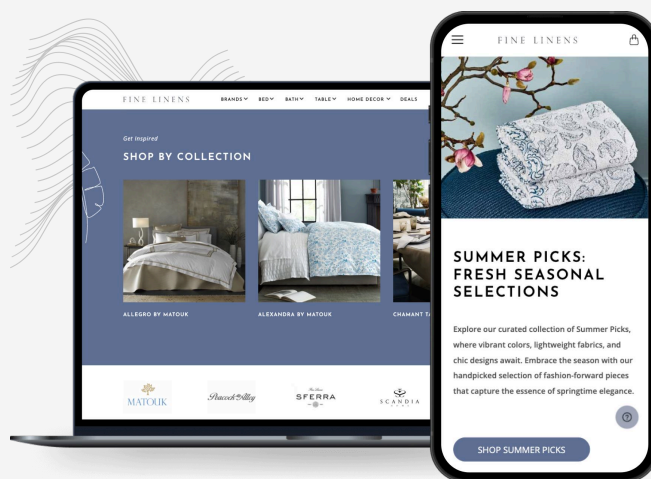 FINE LINENS
BRANDS BED BATH TABLE HOME DECOR DEALS
Get Inspired
SHOP BY COLLECTION
ALLEGRO BY MATOUK
ALEXANDRA BY MATOUK
CHAMANT
MATOUK
Peacock Alley
SFERRA
SCANDIA
HOME
FINE LINENS
SUMMER PICKS:
FRESH SEASONAL
SELECTIONS
Explore our curated collection of Summer Picks,
where vibrant colors, lightweight fabrics, and
chic designs await. Embrace the season with our
handpicked selection of fashion-forward pieces
that capture the essence of springtime elegance.
?
SHOP SUMMER PICKS